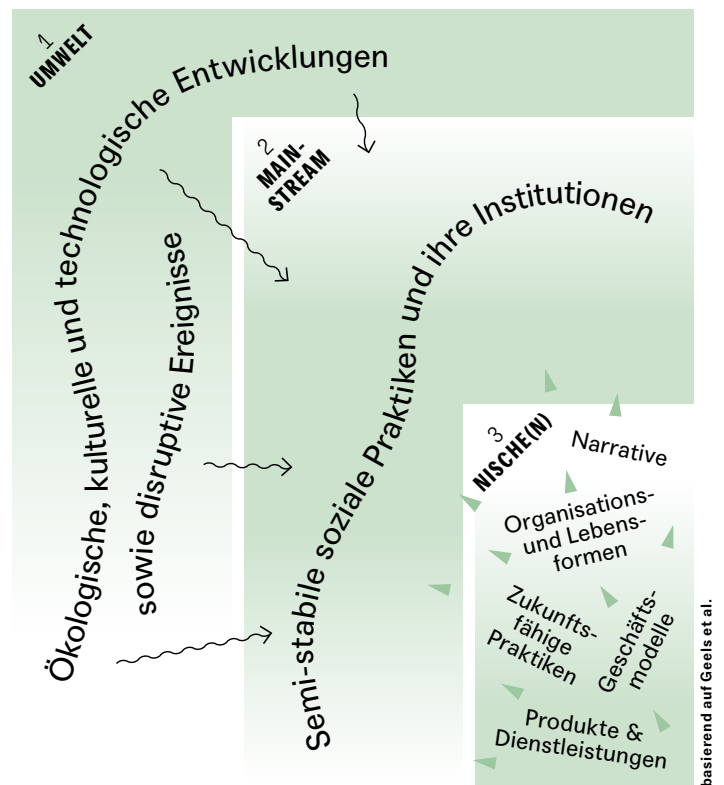 1
UMWELT
Ökologische, kulturelle und technologische Entwicklungen
sowie disruptive Ereignisse
2
MAIN-
STREAM
Semi-stabile soziale Praktiken und ihre Institutionen
3
NISCHE(N)
Narrative
Organisations-
und Lebens-
formen
Zukunfts-
fähige
Praktiken
Geschäfts-
modelle
Produkte &
Dienstleistungen
basierend auf Geels et al.